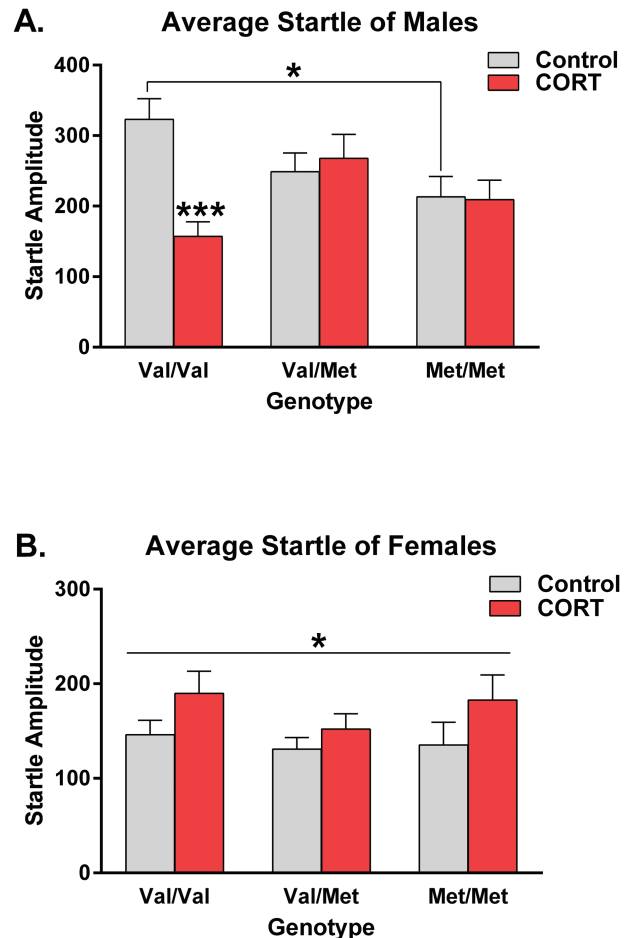 A.
Average Startle of Males
Control
CORT
400
300
200
100
0
Startle Amplitude
*
***
Val/Val Val/Met Met/Met
Genotype
B.
Average Startle of Females
Control
CORT
300
200
100
0
Startle Amplitude
*
Val/Val Val/Met Met/Met
Genotype